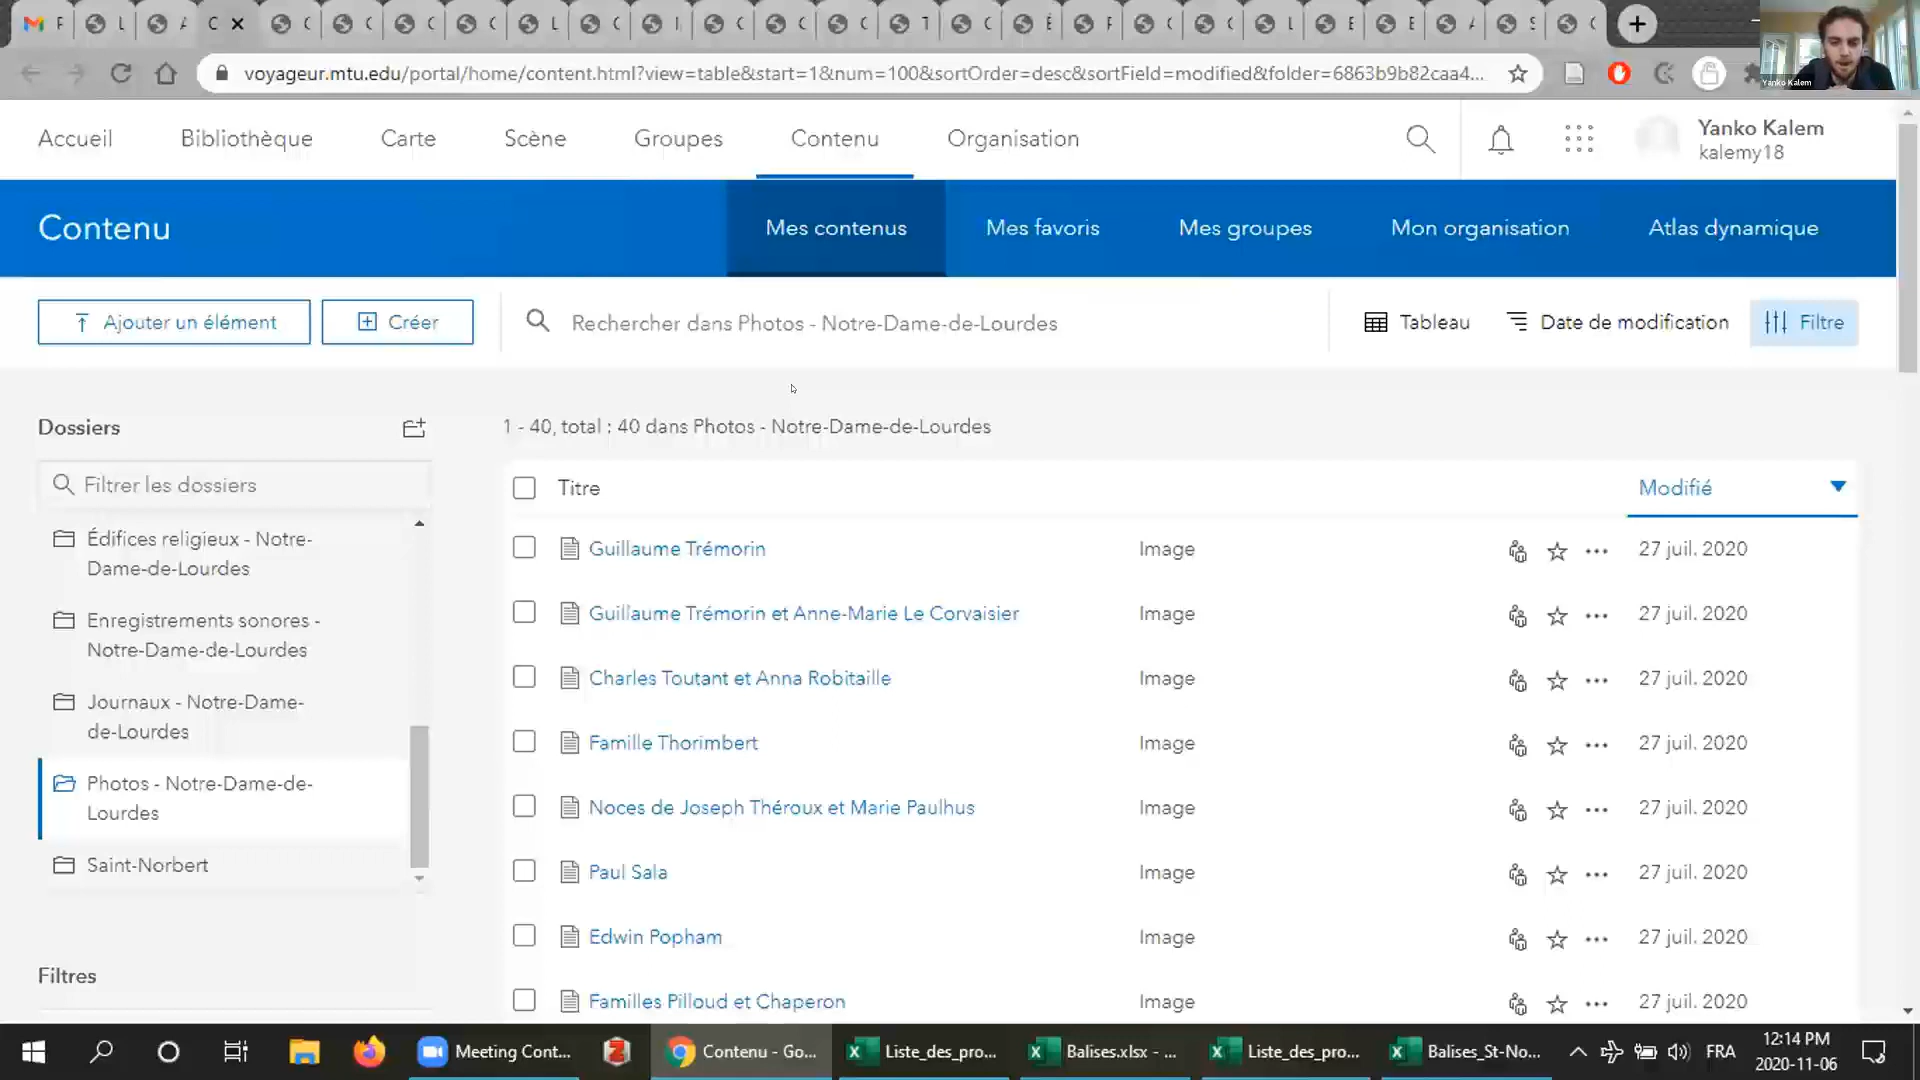 voyageur.mtu.edu/portal/home/content.html?view=table&start=1&num=100&sortOrder=desc&sortField=modified&folder=6863b9b82caa4...
Yanko Kalem
Accueil Bibliothèque Carte Scène Groupes Contenu Organisation
Yanko Kalem
kalemy18
Contenu
Mes contenus Mes favoris Mes groupes Mon organisation Atlas dynamique
Ajouter un élément Créer Rechercher dans Photos - Notre-Dame-de-Lourdes Tableau Date de modification Filtre
Dossiers
1 - 40, total : 40 dans Photos - Notre-Dame-de-Lourdes
Filtrer les dossiers
Édifices religieux - Notre-
Dame-de-Lourdes
Enregistrements sonores -
Notre-Dame-de-Lourdes
Journaux - Notre-Dame-
de-Lourdes
Photos - Notre-Dame-de-
Lourdes
Saint-Norbert
Filtres
Titre Modifié
Guillaume Trémorin Image 27 juil. 2020
Guillaume Trémorin et Anne-Marie Le Corvaisier Image 27 juil. 2020
Charles Toutant et Anna Robitaille Image 27 juil. 2020
Famille Thorimbert Image 27 juil. 2020
Noces de Joseph Théroux et Marie Paulhus Image 27 juil. 2020
Paul Sala Image 27 juil. 2020
Edwin Popham Image 27 juil. 2020
Familles Pilloud et Chaperon Image 27 juil. 2020
Meeting Cont... Contenu - Go... Liste_des_pro... Balises.xlsx - ... Liste_des_pro... Balises_St-No... FRA
12:14 PM
2020-11-06